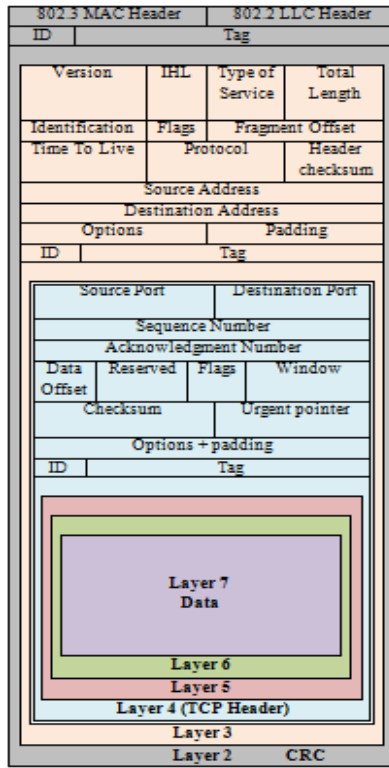 802.3 MAC Header 802.2 LLC Header
ID Tag
Version IHL Type of Service Total Length
Identification Flags Fragment Offset
Time To Live Protocol Header checksum
Source Address
Destination Address
Options Padding
ID Tag
Source Port Destination Port
Sequence Number
Acknowledgment Number
Data Offset Reserved Flags Window
Checksum Urgent pointer
Options + padding
ID Tag
Layer 7
Data
Layer 6
Layer 5
Layer 4 (TCP Header)
Layer 3
Layer 2 CRC